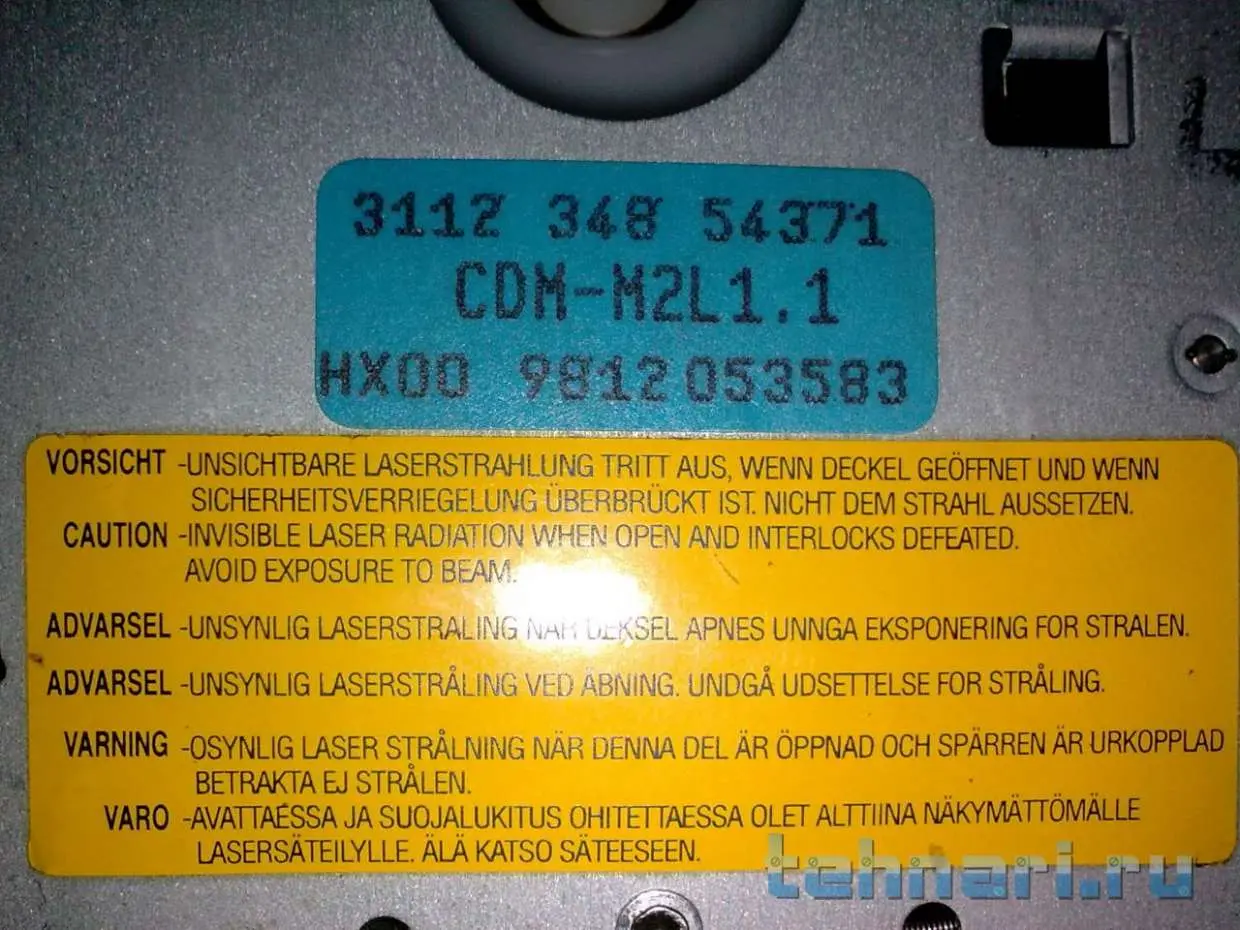 3112 348 54371
CDM-M2L1.1
HX00 9812 053583
VORSICHT -UNSICHTBARE LASERSTRAHLUNG TRITT AUS, WENN DECKEL GEÖFFNET UND WENN
SICHERHEITSVERRIEGELUNG ÜBERBRÜCKT IST. NICHT DEM STRAHL AUSSETZEN.
CAUTION -INVISIBLE LASER RADIATION WHEN OPEN AND INTERLOCKS DEFEATED.
AVOID EXPOSURE TO BEAM.
ADVARSEL -UNSYNLIG LASERSTRALING NAR DEKSEL APNES UNNGA EKSPONERING FOR STRALEN.
ADVARSEL -UNSYNLIG LASERSTRÅLING VED ÅBNING. UNDGÅ UDSETTELSE FOR STRÅLING.
VARNING -OSYNLIG LASER STRÅLNING NÄR DENNA DEL ÄR ÖPPNAD OCH SPÄRREN ÄR URKOPPLAD
BETRAKTA EJ STRÅLEN.
VARO -AVATTAESSA JA SUOJALUKITUS OHITETTAESSA OLET ALTTIINA NÄKYMÄTTÖMÄLLE
LASERSÄTEILYLLE. ÄLÄ KATSO SÄTEESEEN.
tehnari.ru